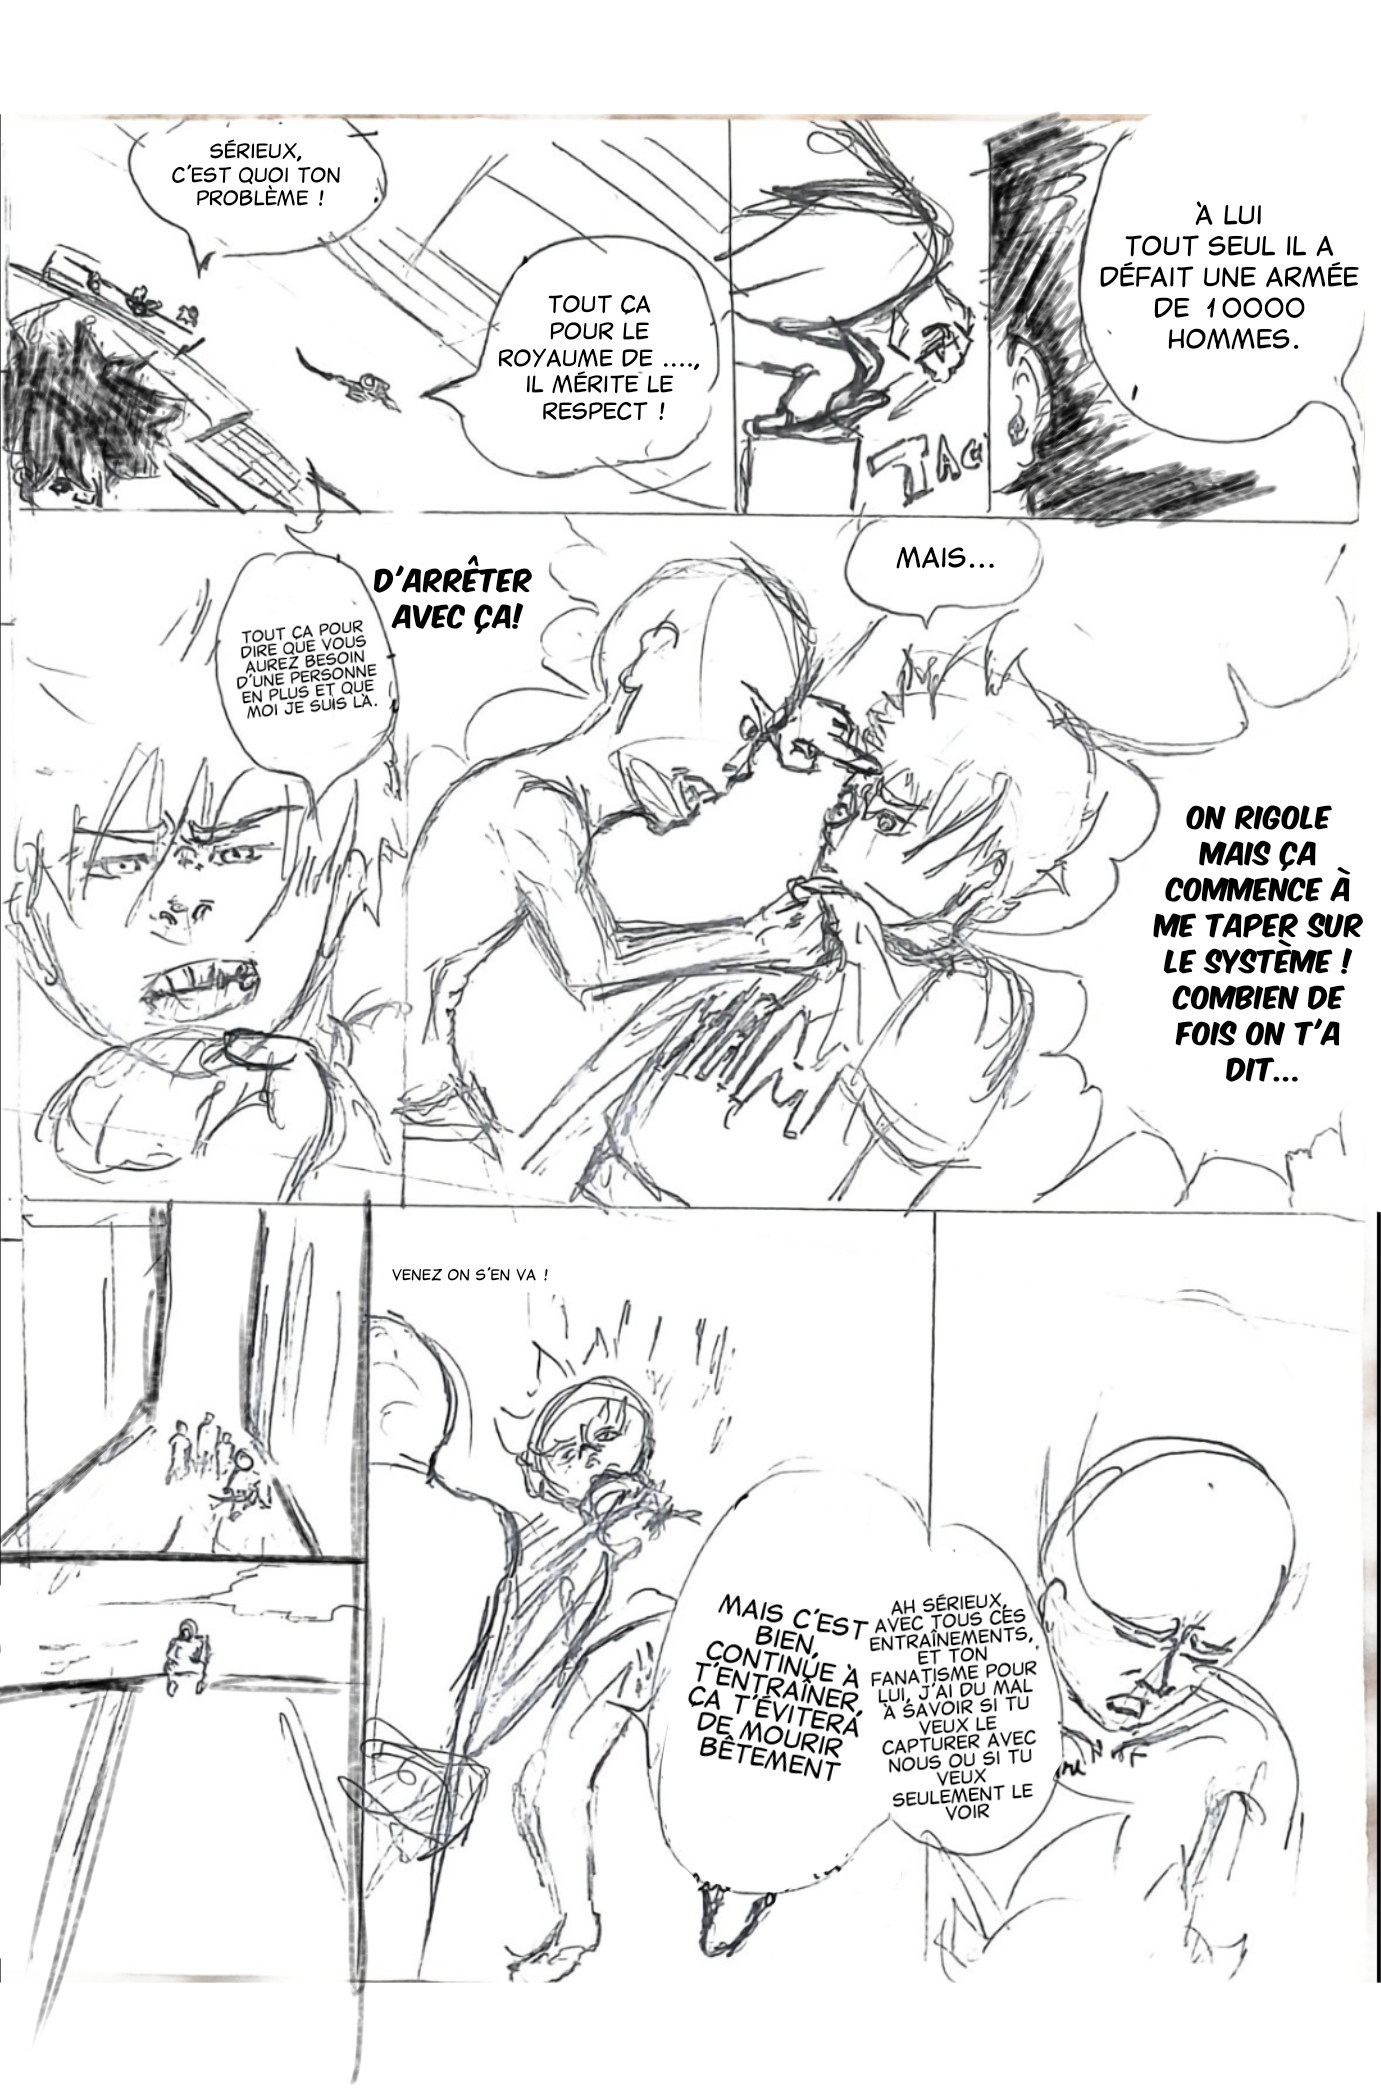 À LUI
TOUT SEUL IL A
DÉFAIT UNE ARMÉE
DE 10000
HOMMES.
TAC
TOUT ÇA
POUR LE
ROYAUME DE ....,
IL MÉRITE LE
RESPECT !
SÉRIEUX,
C'EST QUOI TON
PROBLÈME !
ON RIGOLE
MAIS ÇA
COMMENCE À
ME TAPER SUR
LE SYSTÈME !
COMBIEN DE
FOIS ON T'A
DIT...
MAIS...
D'ARRÊTER
AVEC ÇA!
TOUT ÇA POUR
DIRE QUE VOUS
AUREZ BESOIN
D'UNE PERSONNE
EN PLUS ET QUE
MOI JE SUIS LÀ.
AH SÉRIEUX,
AVEC TOUS CES
ENTRAÎNEMENTS,
ET TON
FANATISME POUR
LUI, J'AI DU MAL
À SAVOIR SI TU
VEUX LE
CAPTURER AVEC
NOUS OU SI TU
VEUX
SEULEMENT LE
VOIR
MAIS C'EST
BIEN,
CONTINUE À
T'ENTRAÎNER,
ÇA T'ÉVITERA
DE MOURIR
BÊTEMENT
VENEZ ON S'EN VA !